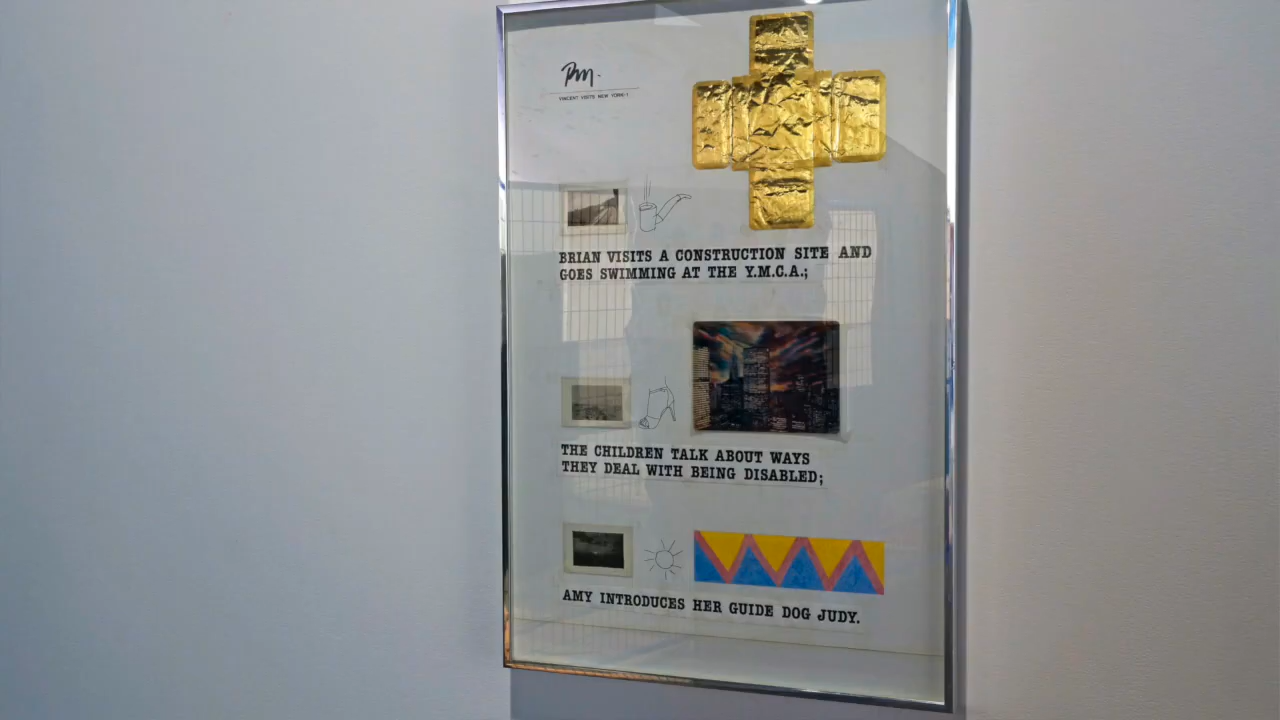 VINCENT VISITS NEW YORK-1
BRIAN VISITS A CONSTRUCTION SITE AND
GOES SWIMMING AT THE Y.M.C.A.;
THE CHILDREN TALK ABOUT WAYS
THEY DEAL WITH BEING DISABLED;
AMY INTRODUCES HER GUIDE DOG JUDY.